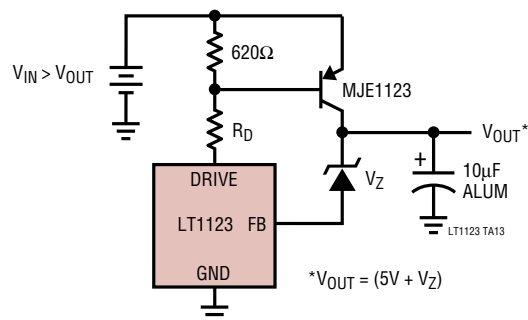 620Ω
V_IN > V_OUT
MJE1123
R_D
V_OUT*
+
10μF
ALUM
DRIVE
V_Z
LT1123 FB
LT1123 TA13
GND
*V_OUT = (5V + V_Z)